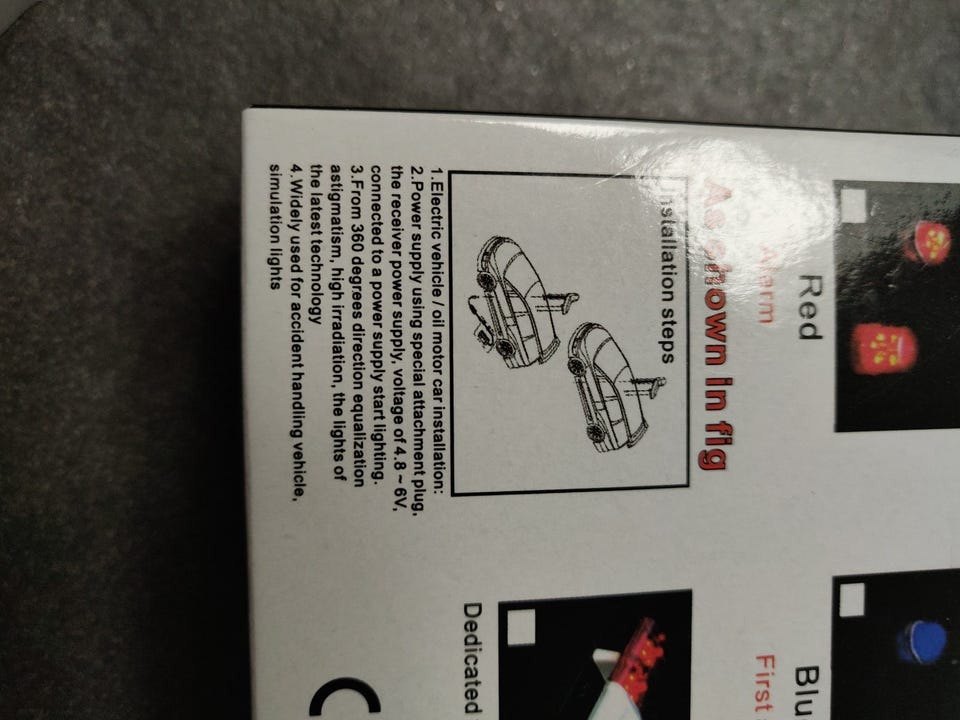 Red
Alarm
As shown in fig
Installation steps
1.Electric vehicle / oil motor car installation:
2.Power supply using special attachment plug,
the receiver power supply, voltage of 4.8 ~ 6V,
connected to a power supply start lighting.
3.From 360 degrees direction equalization
astigmatism, high irradiation, the lights of
the latest technology
4.Widely used for accident handling vehicle,
simulation lights
Blu
First
Dedicated